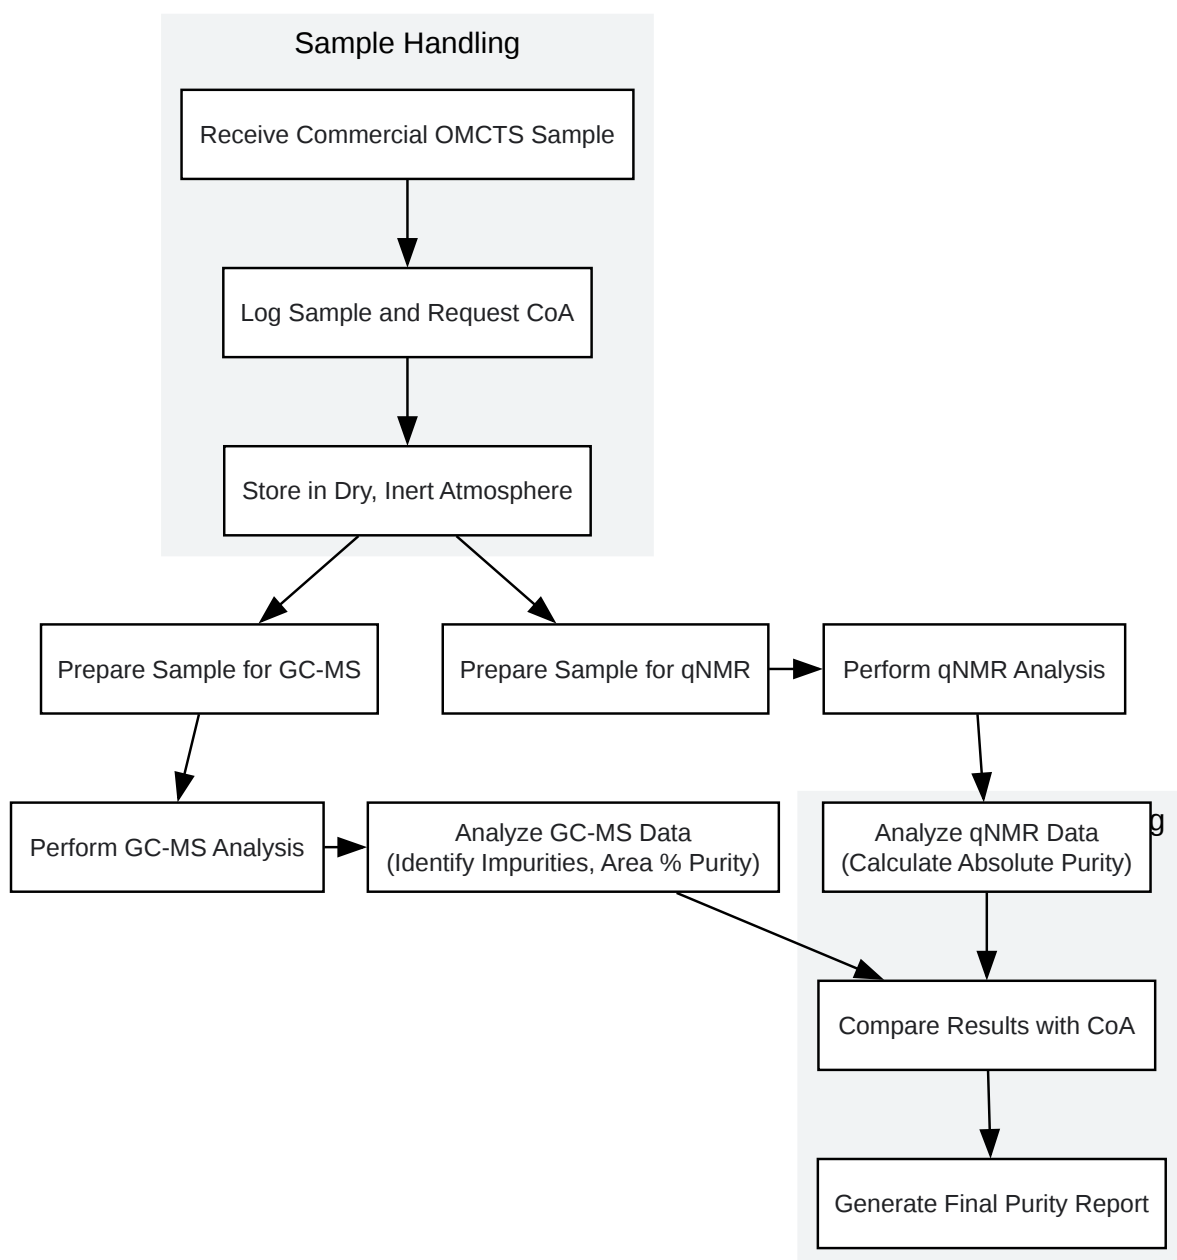 Sample Handling
Receive Commercial OMCTS Sample
Log Sample and Request CoA
Store in Dry, Inert Atmosphere
Prepare Sample for GC-MS
Prepare Sample for qNMR
Perform qNMR Analysis
Perform GC-MS Analysis
Analyze GC-MS Data
(Identify Impurities, Area % Purity)
Analyze qNMR Data
(Calculate Absolute Purity)
Compare Results with CoA
Generate Final Purity Report